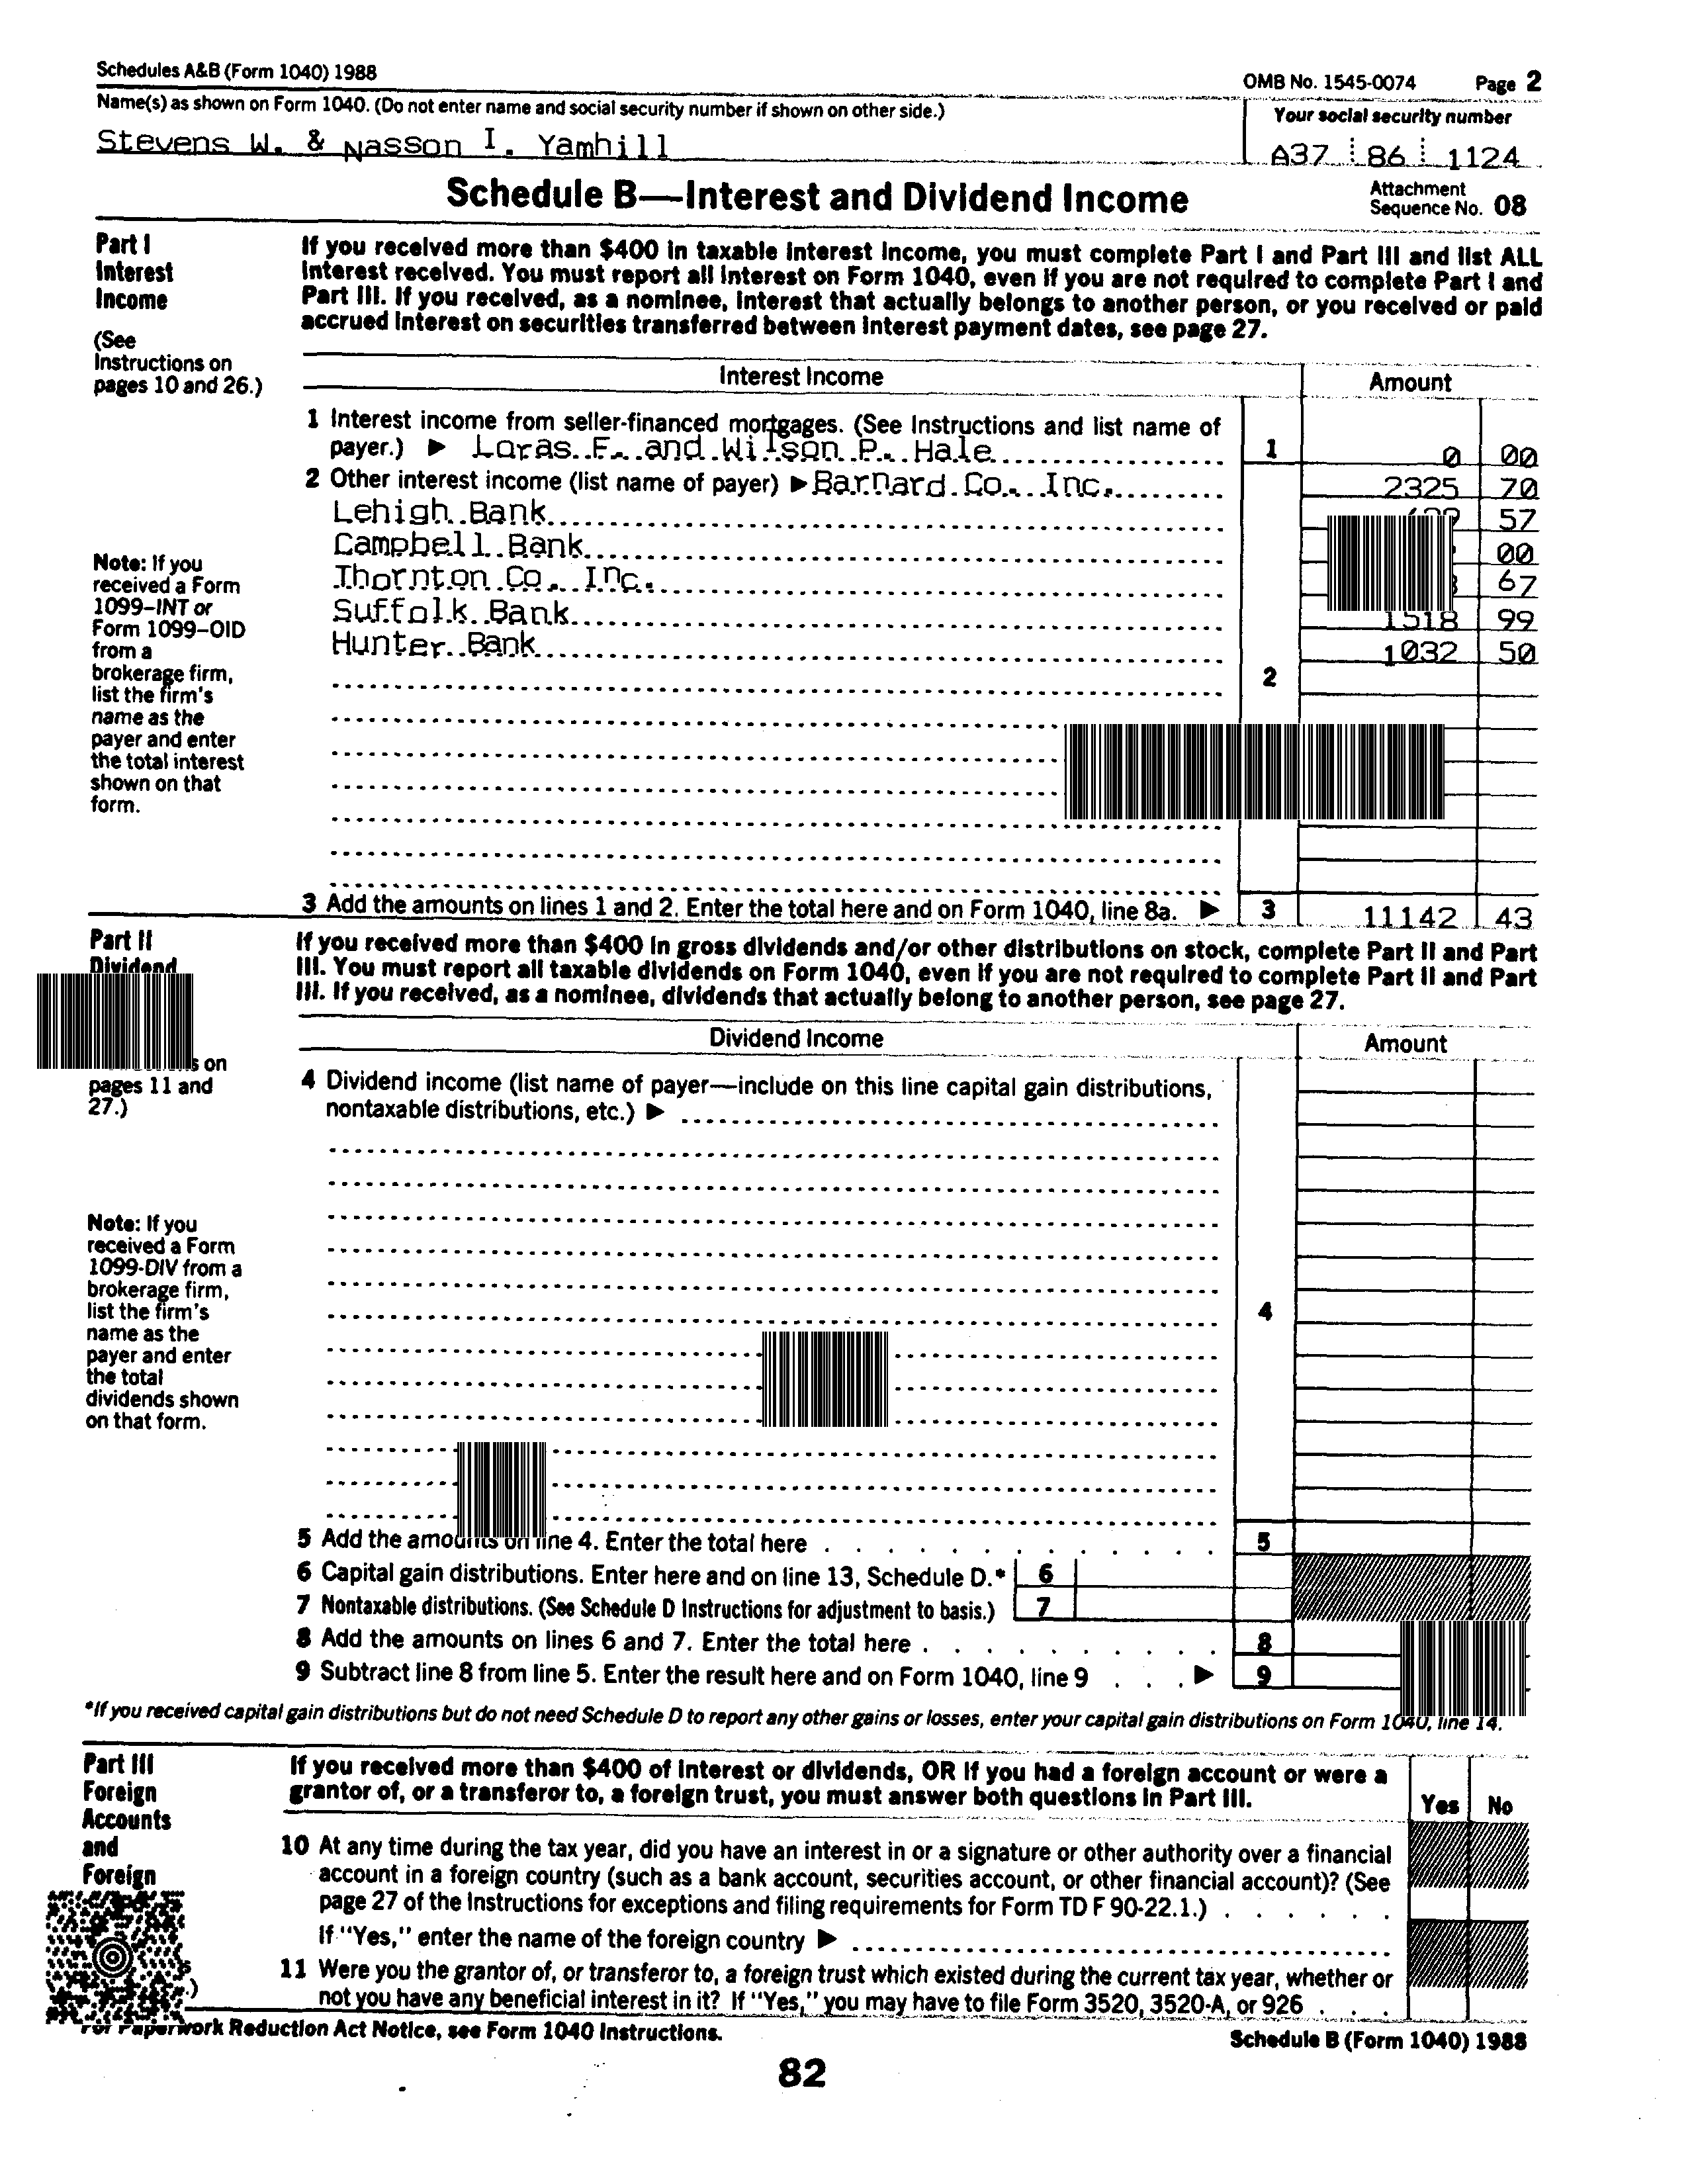 Schedules A&B (Form 1040) 1988
OMB No. 1545-0074 Page 2
Name(s) as shown on Form 1040. (Do not enter name and social security number if shown on other side.)
Your social security number
Stevens W. & Nasson I. Yamhill
A37 86 1124
Schedule B—Interest and Dividend Income
Attachment
Sequence No. 08
Part I
Interest
Income
(See
Instructions on
pages 10 and 26.)
If you received more than $400 in taxable interest income, you must complete Part I and Part III and list ALL
interest received. You must report all interest on Form 1040, even if you are not required to complete Part I and
Part III. If you received, as a nominee, interest that actually belongs to another person, or you received or paid
accrued interest on securities transferred between interest payment dates, see page 27.
Interest Income Amount
1 Interest income from seller-financed mortgages. (See Instructions and list name of
payer.) ▶ Loras F. and Wilson P. Hale 1 0 00
2 Other interest income (list name of payer) ▶ Barnard Co. Inc. 2325 70
Lehigh Bank 57
Campbell Bank 00
Thornton Co. Inc. 67
Suffolk Bank 1518 99
Hunter Bank 1032 50
2
Note: If you
received a Form
1099–INT or
Form 1099–OID
from a
brokerage firm,
list the firm's
name as the
payer and enter
the total interest
shown on that
form.
3 Add the amounts on lines 1 and 2. Enter the total here and on Form 1040, line 8a. ▶ 3 11142 43
Part II
Dividend
on
pages 11 and
27.)
If you received more than $400 in gross dividends and/or other distributions on stock, complete Part II and Part
III. You must report all taxable dividends on Form 1040, even if you are not required to complete Part II and Part
III. If you received, as a nominee, dividends that actually belong to another person, see page 27.
Dividend Income Amount
4 Dividend income (list name of payer—include on this line capital gain distributions,
nontaxable distributions, etc.) ▶
4
Note: If you
received a Form
1099-DIV from a
brokerage firm,
list the firm's
name as the
payer and enter
the total
dividends shown
on that form.
5 Add the amounts on line 4. Enter the total here 5
6 Capital gain distributions. Enter here and on line 13, Schedule D.* 6
7 Nontaxable distributions. (See Schedule D Instructions for adjustment to basis.) 7
8 Add the amounts on lines 6 and 7. Enter the total here 8
9 Subtract line 8 from line 5. Enter the result here and on Form 1040, line 9 ▶ 9
*If you received capital gain distributions but do not need Schedule D to report any other gains or losses, enter your capital gain distributions on Form 1040, line 14.
Part III
Foreign
Accounts
and
Foreign
If you received more than $400 of interest or dividends, OR if you had a foreign account or were a
grantor of, or a transferor to, a foreign trust, you must answer both questions in Part III.
Yes No
10 At any time during the tax year, did you have an interest in or a signature or other authority over a financial
account in a foreign country (such as a bank account, securities account, or other financial account)? (See
page 27 of the Instructions for exceptions and filing requirements for Form TD F 90-22.1.)
If "Yes," enter the name of the foreign country ▶
11 Were you the grantor of, or transferor to, a foreign trust which existed during the current tax year, whether or
not you have any beneficial interest in it? If "Yes," you may have to file Form 3520, 3520-A, or 926
For Paperwork Reduction Act Notice, see Form 1040 Instructions.
Schedule B (Form 1040) 1988
82